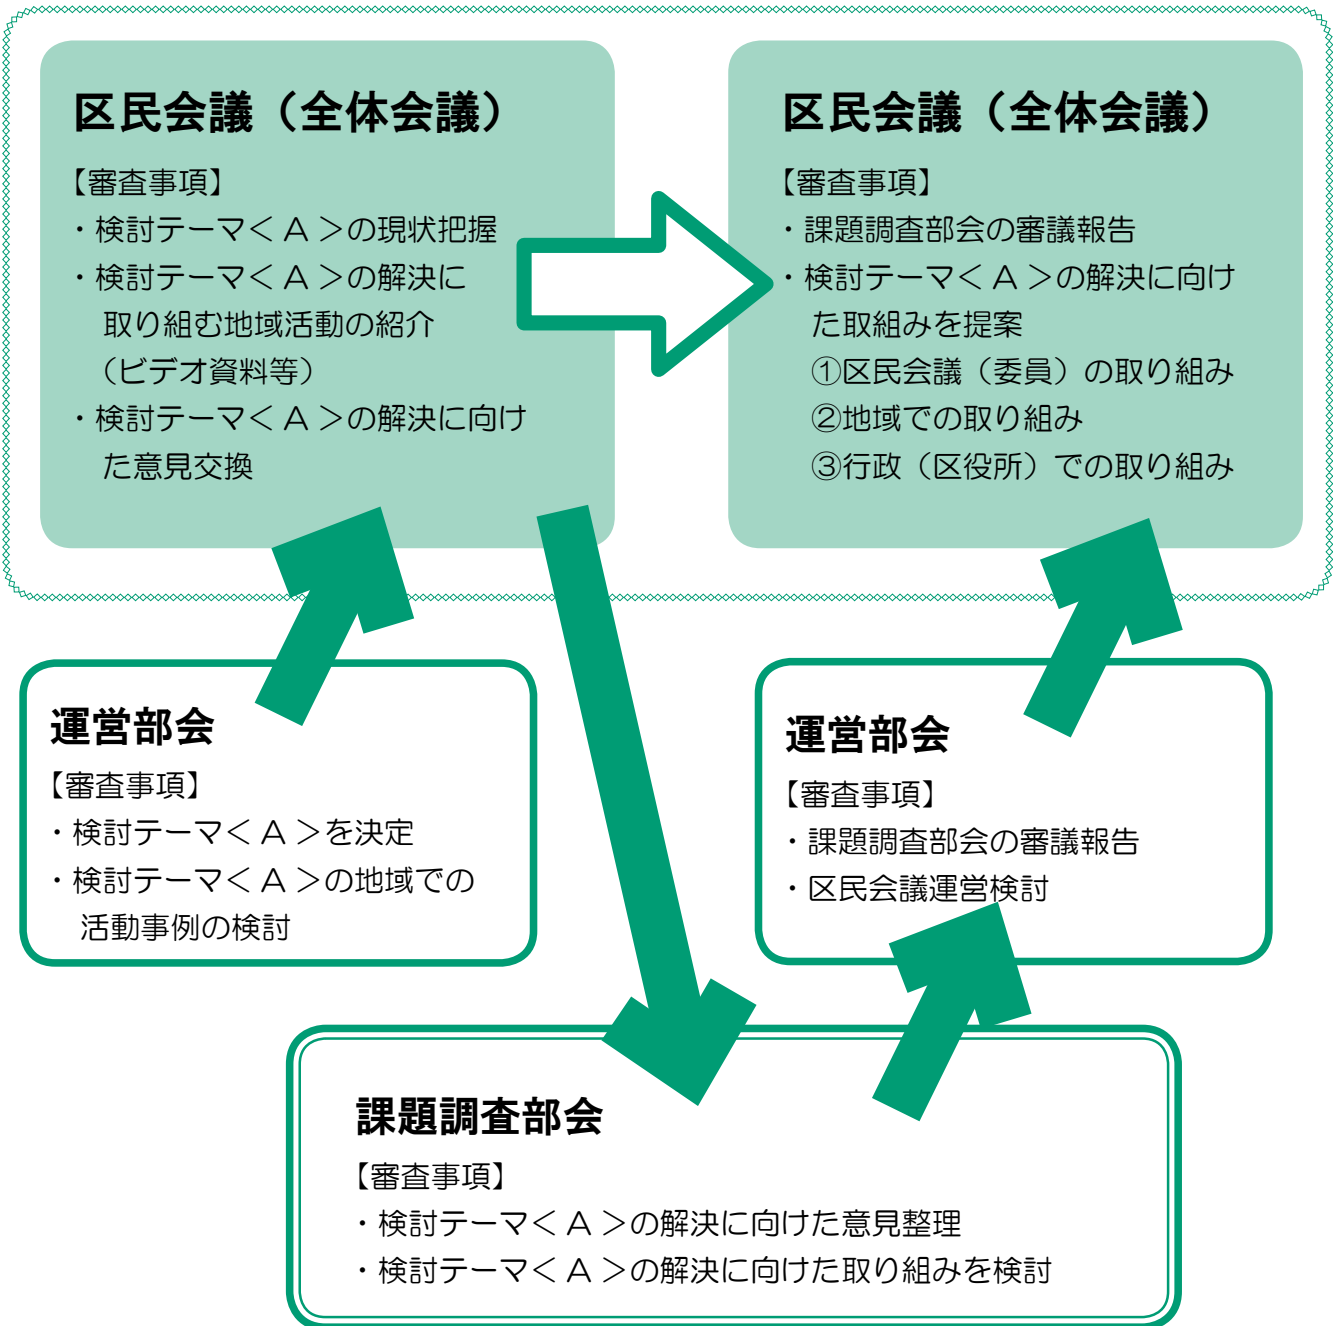 区民会議（全体会議）
【審査事項】
・検討テーマ＜Ａ＞の現状把握
・検討テーマ＜Ａ＞の解決に
取り組む地域活動の紹介
（ビデオ資料等）
・検討テーマ＜Ａ＞の解決に向け
た意見交換
区民会議（全体会議）
【審査事項】
・課題調査部会の審議報告
・検討テーマ＜Ａ＞の解決に向け
た取組みを提案
①区民会議（委員）の取り組み
②地域での取り組み
③行政（区役所）での取り組み
運営部会
【審査事項】
・検討テーマ＜Ａ＞を決定
・検討テーマ＜Ａ＞の地域での
活動事例の検討
運営部会
【審査事項】
・課題調査部会の審議報告
・区民会議運営検討
課題調査部会
【審査事項】
・検討テーマ＜Ａ＞の解決に向けた意見整理
・検討テーマ＜Ａ＞の解決に向けた取り組みを検討